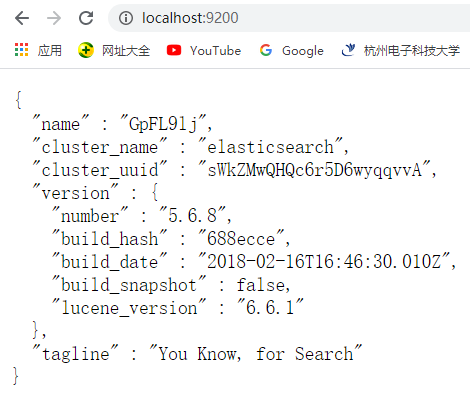 localhost:9200
应用 网址大全 YouTube Google 杭州电子科技大学
{
"name" : "GpFL9lj",
"cluster_name" : "elasticsearch",
"cluster_uuid" : "sWkZMwQHQc6r5D6wyqqvvA",
"version" : {
"number" : "5.6.8",
"build_hash" : "688ecce",
"build_date" : "2018-02-16T16:46:30.010Z",
"build_snapshot" : false,
"lucene_version" : "6.6.1"
},
"tagline" : "You Know, for Search"
}